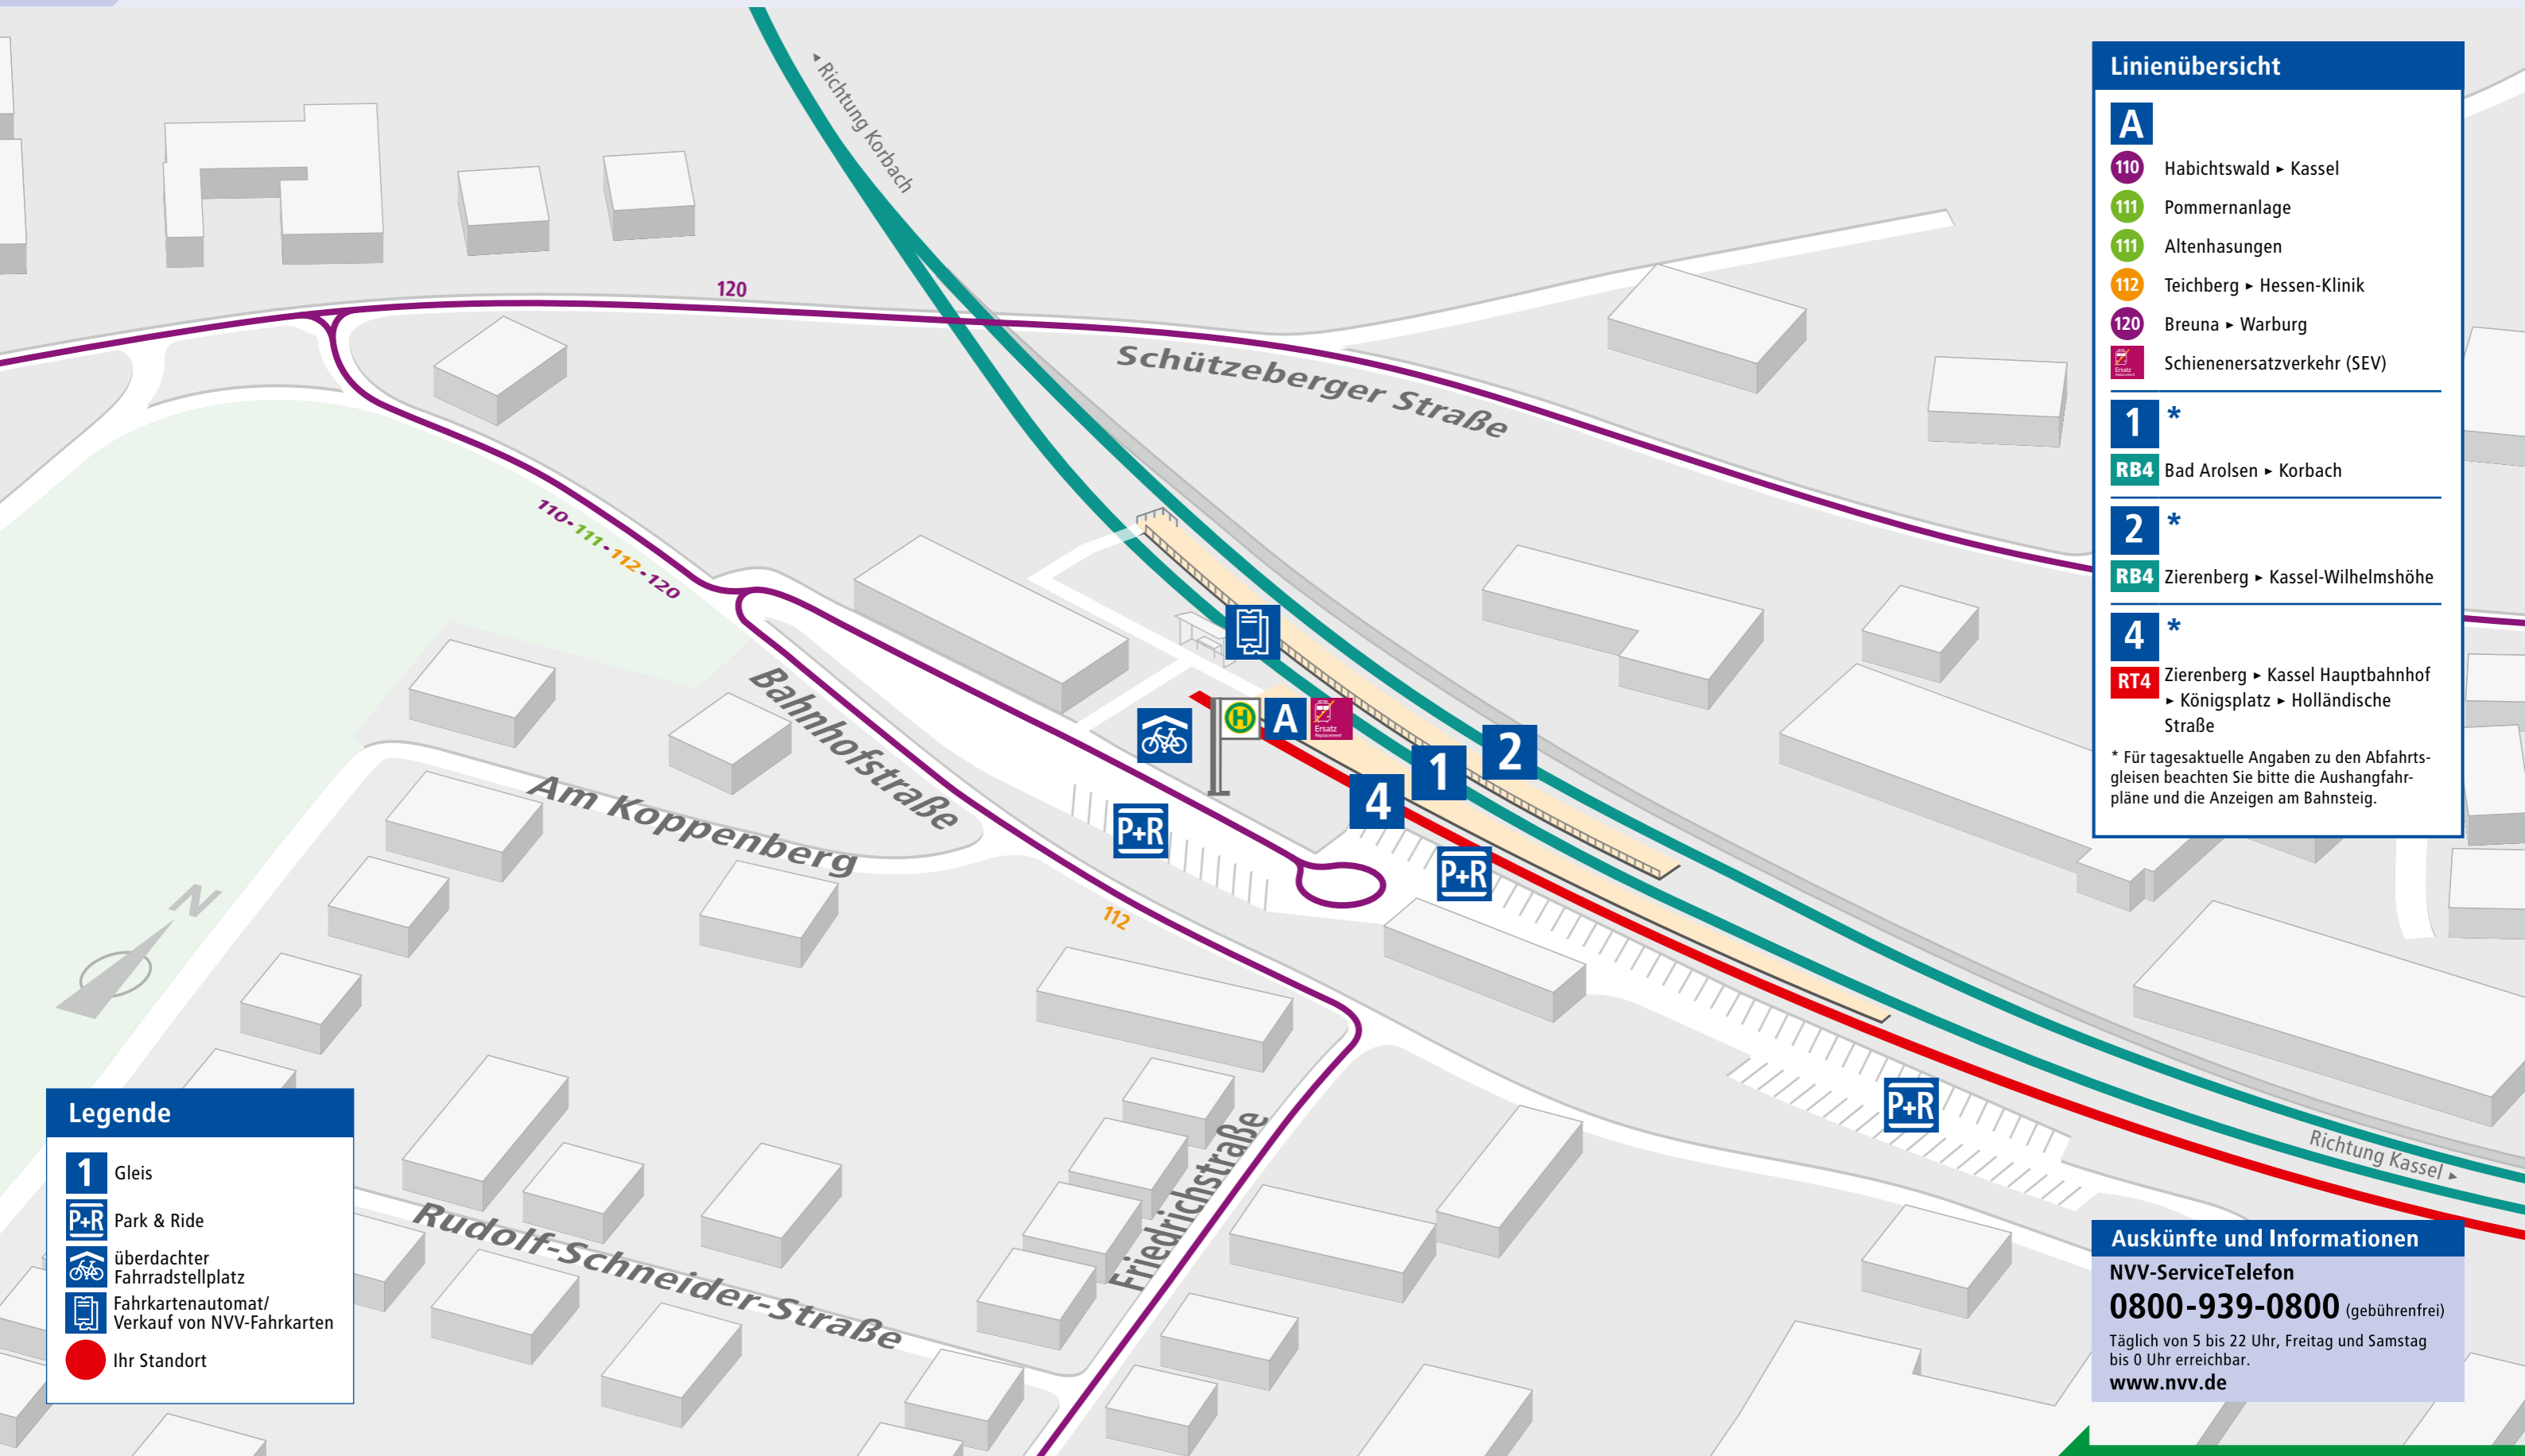 Richtung Korbach
120
Schützeberger Straße
110-111-112-120
Bahnhofstraße
Am Koppenberg
112
Friedrichstraße
Rudolf-Schneider-Straße
Richtung Kassel
N
H
A
Ersatz
Replacement
1
2
4
P+R
P+R
P+R
Linienübersicht
A
110 Habichtswald ▸ Kassel
111 Pommernanlage
111 Altenhasungen
112 Teichberg ▸ Hessen-Klinik
120 Breuna ▸ Warburg
Ersatz
Replacement
Schienenersatzverkehr (SEV)
1 *
RB4 Bad Arolsen ▸ Korbach
2 *
RB4 Zierenberg ▸ Kassel-Wilhelmshöhe
4 *
RT4 Zierenberg ▸ Kassel Hauptbahnhof
▸ Königsplatz ▸ Holländische
Straße
* Für tagesaktuelle Angaben zu den Abfahrts-
gleisen beachten Sie bitte die Aushangfahr-
pläne und die Anzeigen am Bahnsteig.
Legende
1 Gleis
P+R Park & Ride
überdachter
Fahrradstellplatz
Fahrkartenautomat/
Verkauf von NVV-Fahrkarten
Ihr Standort
Auskünfte und Informationen
NVV-ServiceTelefon
0800-939-0800 (gebührenfrei)
Täglich von 5 bis 22 Uhr, Freitag und Samstag
bis 0 Uhr erreichbar.
www.nvv.de